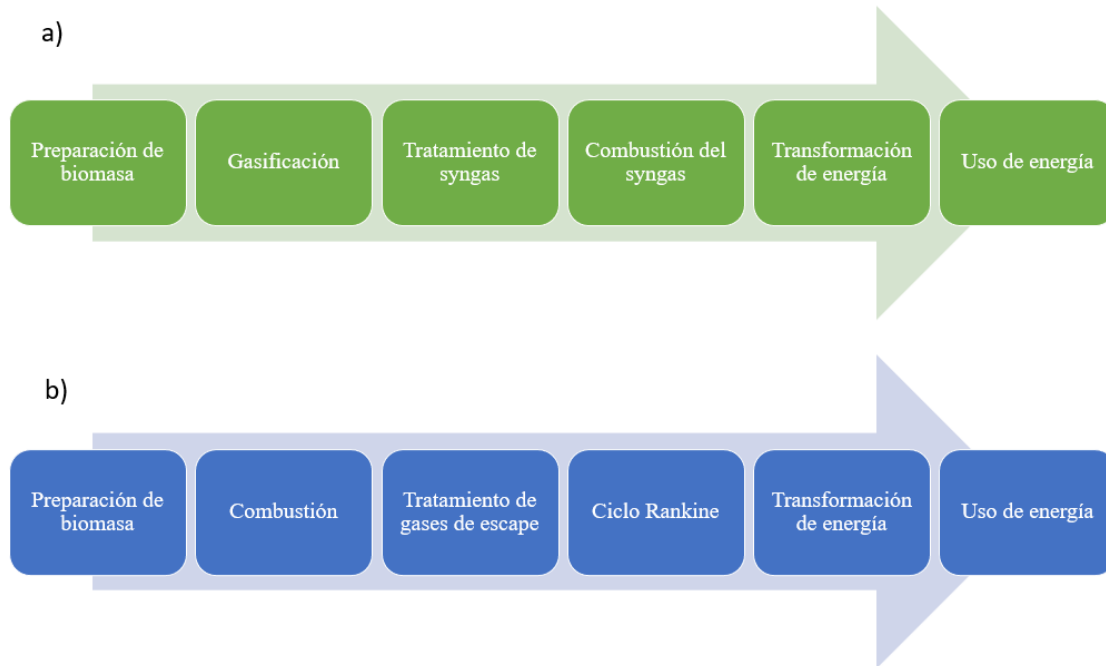 a)
Preparación de
biomasa
Gasificación
Tratamiento de
syngas
Combustión del
syngas
Transformación
de energía
Uso de energía
b)
Preparación de
biomasa
Combustión
Tratamiento de
gases de escape
Ciclo Rankine
Transformación
de energía
Uso de energía